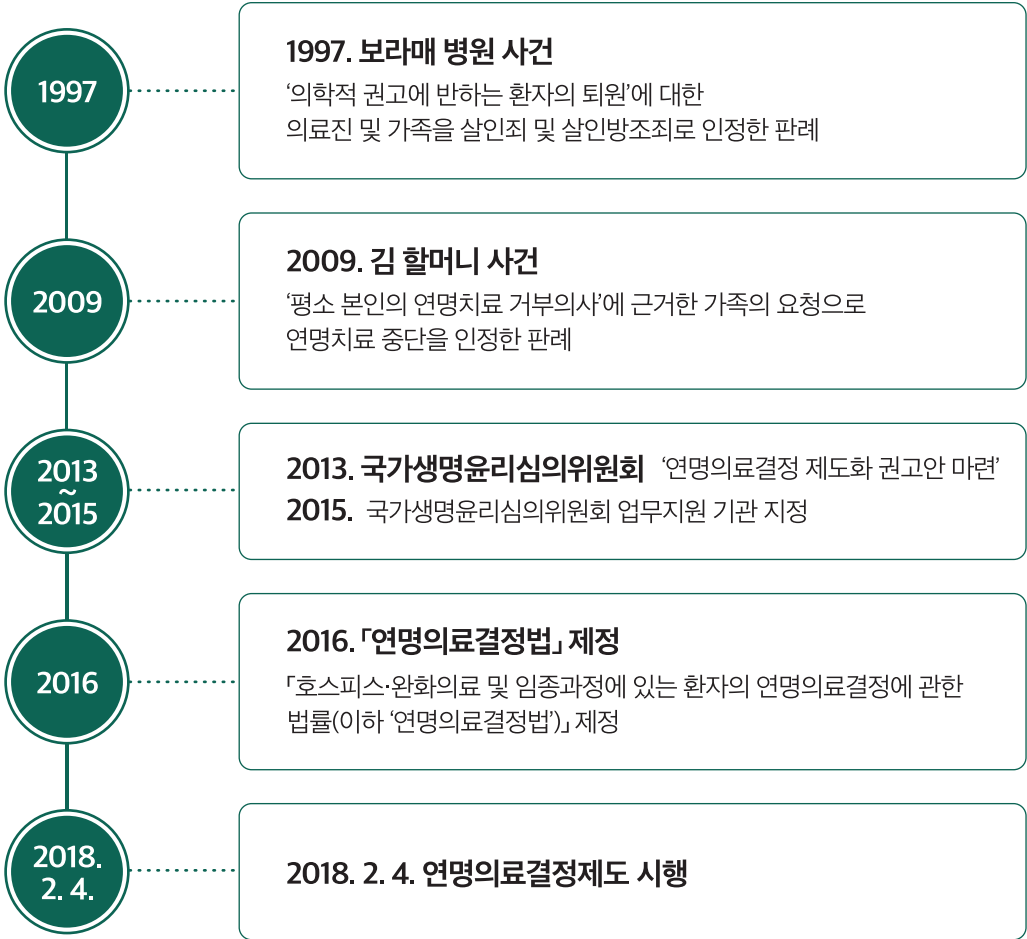 1997
1997. 보라매 병원 사건
‘의학적 권고에 반하는 환자의 퇴원’에 대한
의료진 및 가족을 살인죄 및 살인방조죄로 인정한 판례
2009
2009. 김 할머니 사건
‘평소 본인의 연명치료 거부의사’에 근거한 가족의 요청으로
연명치료 중단을 인정한 판례
2013
~
2015
2013. 국가생명윤리심의위원회 ‘연명의료결정 제도화 권고안 마련’
2015. 국가생명윤리심의위원회 업무지원 기관 지정
2016
2016. 「연명의료결정법」 제정
「호스피스·완화의료 및 임종과정에 있는 환자의 연명의료결정에 관한
법률(이하 ‘연명의료결정법’)」 제정
2018.
2. 4.
2018. 2. 4. 연명의료결정제도 시행